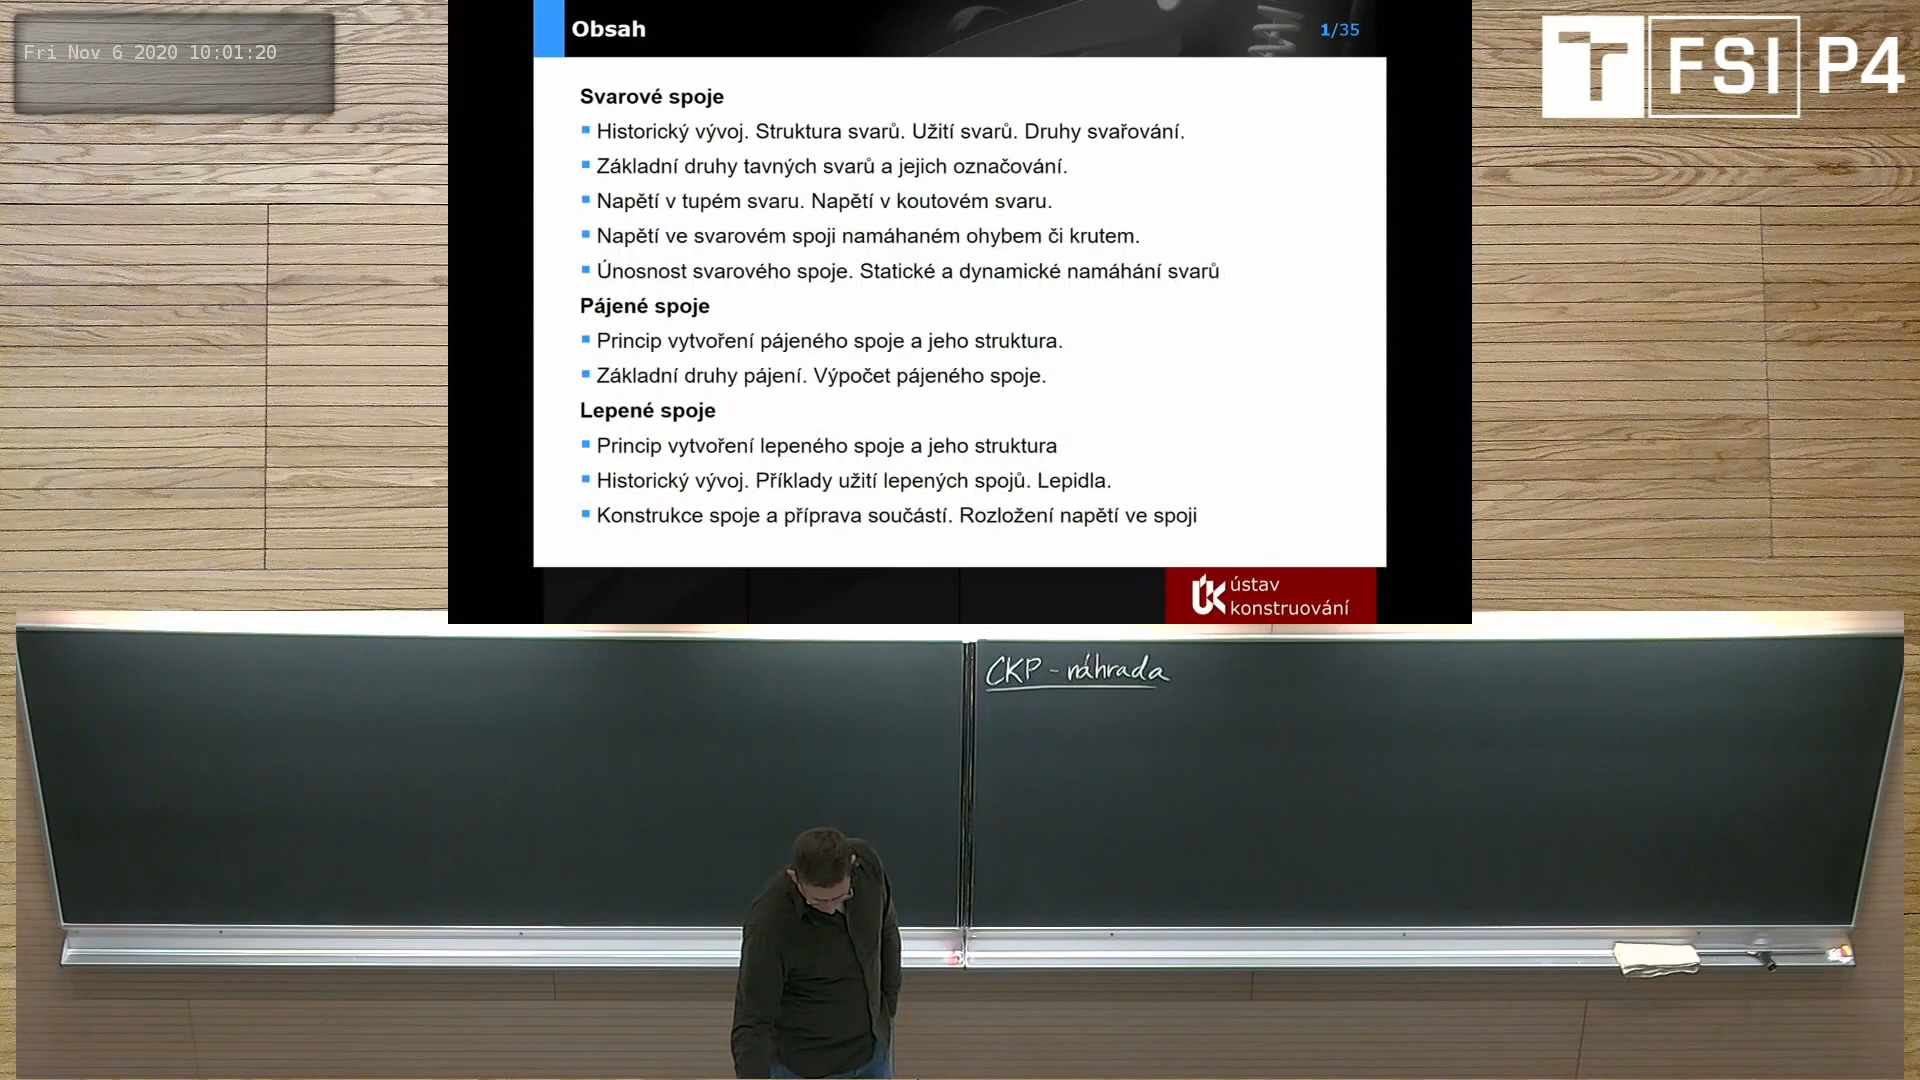 Fri Nov 6 2020 10:01:20
Obsah
1/35
T FSI P4
Svarové spoje
Historický vývoj. Struktura svarů. Užití svarů. Druhy svařování.
Základní druhy tavných svarů a jejich označování.
Napětí v tupém svaru. Napětí v koutovém svaru.
Napětí ve svarovém spoji namáhaném ohybem či krutem.
Únosnost svarového spoje. Statické a dynamické namáhání svarů
Pájené spoje
Princip vytvoření pájeného spoje a jeho struktura.
Základní druhy pájení. Výpočet pájeného spoje.
Lepené spoje
Princip vytvoření lepeného spoje a jeho struktura
Historický vývoj. Příklady užití lepených spojů. Lepidla.
Konstrukce spoje a příprava součástí. Rozložení napětí ve spoji
ÚK ústav
konstruování
CKP - náhrada